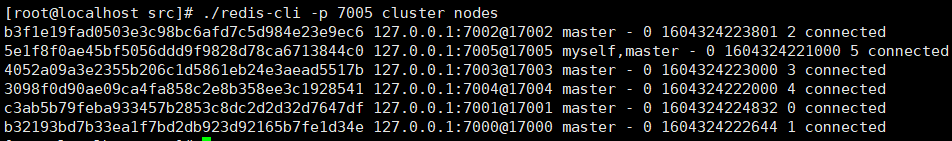 [root@localhost src]# ./redis-cli -p 7005 cluster nodes
b3f1e19fad0503e3c98bc6afd7c5d984e23e9ec6 127.0.0.1:7002@17002 master - 0 1604324223801 2 connected
5e1f8f0ae45bf5056ddd9f9828d78ca6713844c0 127.0.0.1:7005@17005 myself,master - 0 1604324221000 5 connected
4052a09a3e2355b206c1d5861eb24e3aead5517b 127.0.0.1:7003@17003 master - 0 1604324223000 3 connected
3098f0d90ae09ca4fa858c2e8b358ee3c1928541 127.0.0.1:7004@17004 master - 0 1604324222000 4 connected
c3ab5b79feba933457b2853c8dc2d2d32d7647df 127.0.0.1:7001@17001 master - 0 1604324224832 0 connected
b32193bd7b33ea1f7bd2db923d92165b7fe1d34e 127.0.0.1:7000@17000 master - 0 1604324222644 1 connected